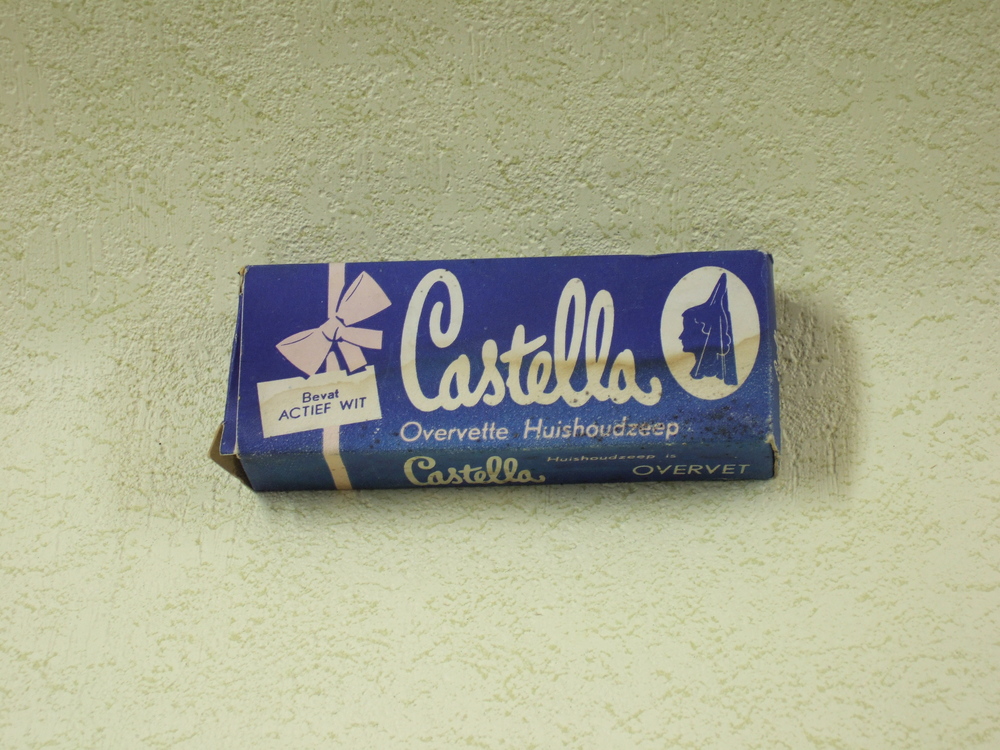 Castella
Bevat
ACTIEF WIT
Overvette Huishoudzeep
Castella Huishoudzeep is OVERVET